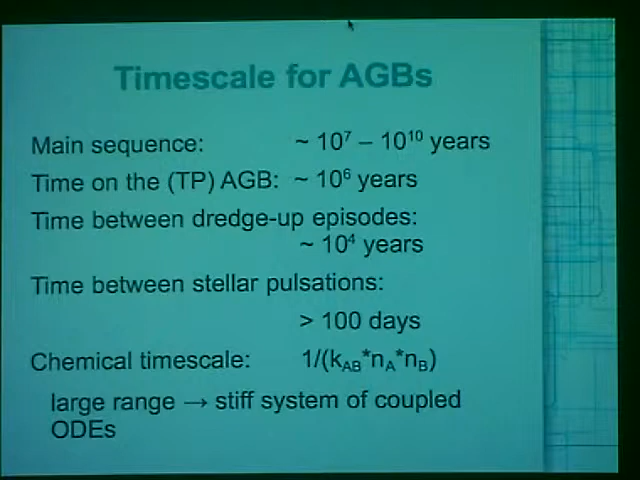 Timescale for AGBs
Main sequence: ~ 10⁷ – 10¹⁰ years
Time on the (TP) AGB: ~ 10⁶ years
Time between dredge-up episodes:
~ 10⁴ years
Time between stellar pulsations:
> 100 days
Chemical timescale: 1/(k_AB*n_A*n_B)
large range → stiff system of coupled
ODEs